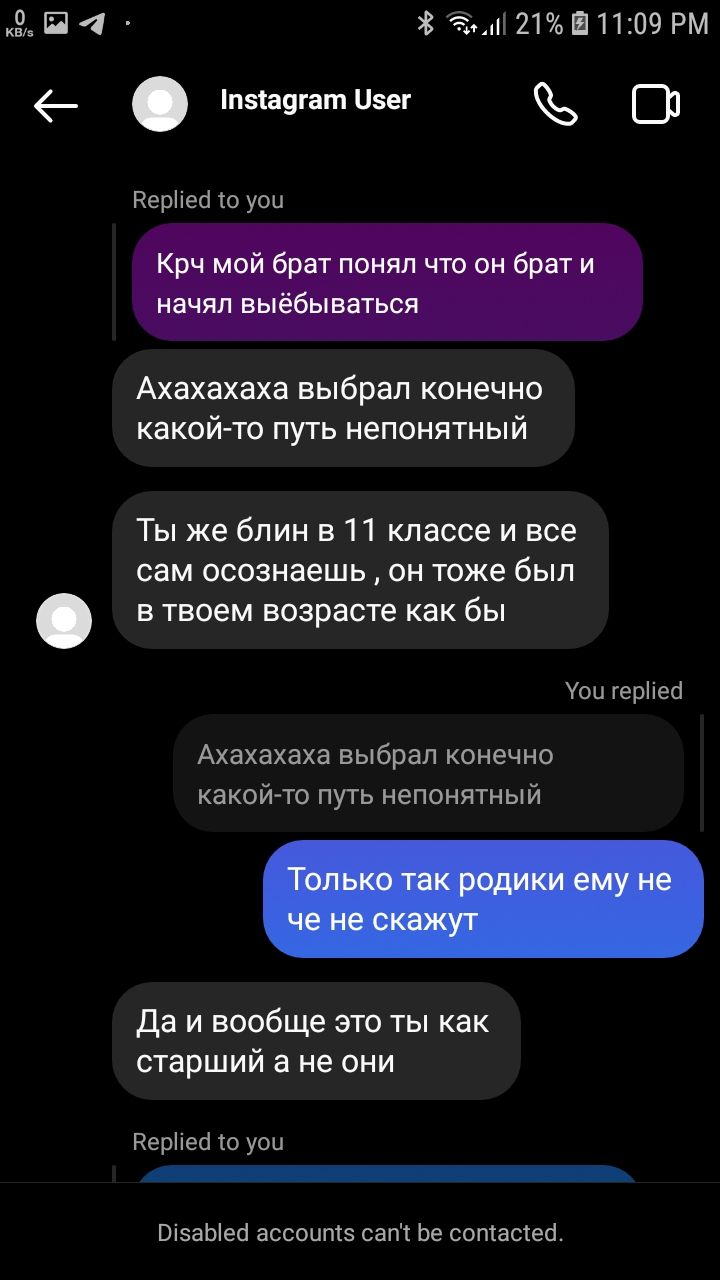 0
KB/s
21%
11:09 PM
Instagram User
Replied to you
Крч мой брат понял что он брат и
начял выёбываться
Ахахахаха выбрал конечно
какой-то путь непонятный
Ты же блин в 11 классе и все
сам осознаешь , он тоже был
в твоем возрасте как бы
You replied
Ахахахаха выбрал конечно
какой-то путь непонятный
Только так родики ему не
че не скажут
Да и вообще это ты как
старший а не они
Replied to you
Disabled accounts can't be contacted.